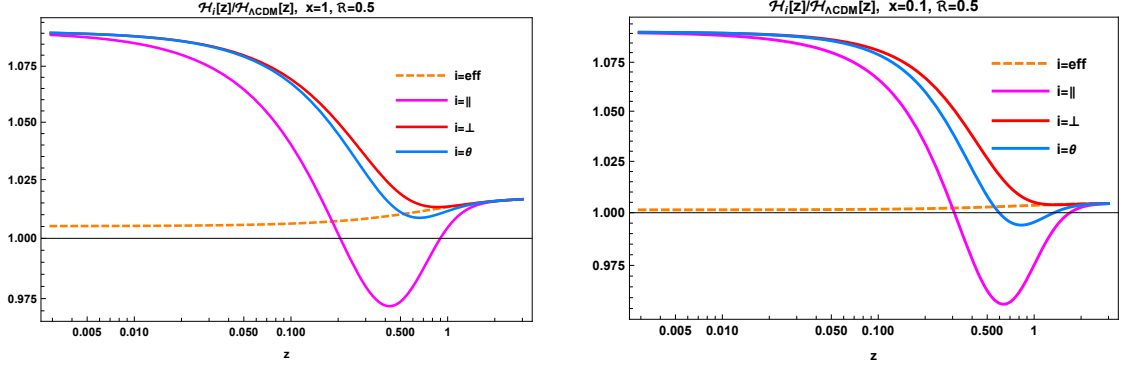 ℋi[z]/ℋΛCDM[z], x=1, ℝ=0.5
1.075
1.050
1.025
1.000
0.975
i=eff
i=∥
i=⊥
i=θ
0.005
0.010
0.050
0.100
0.500
1
z
ℋi[z]/ℋΛCDM[z], x=0.1, ℝ=0.5
1.075
1.050
1.025
1.000
0.975
i=eff
i=∥
i=⊥
i=θ
0.005
0.010
0.050
0.100
0.500
1
z